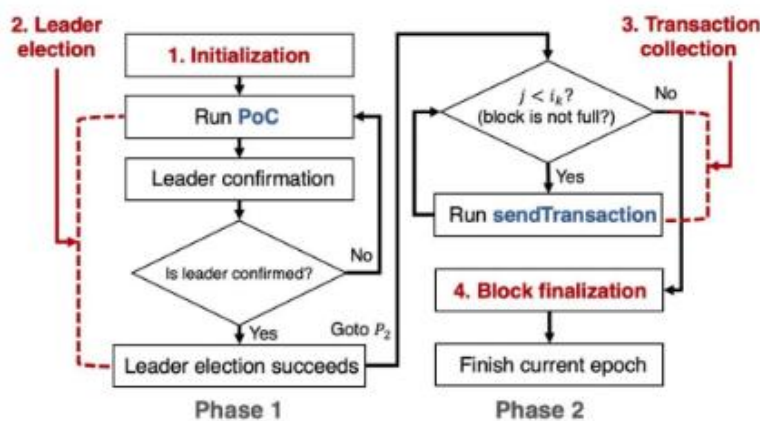 2. Leader
election
1. Initialization
Run PoC
Leader confirmation
Is leader confirmed?
No
Yes
Leader election succeeds
Goto P₂
Phase 1
3. Transaction
collection
j < iₖ?
(block is not full?)
No
Yes
Run sendTransaction
4. Block finalization
Finish current epoch
Phase 2